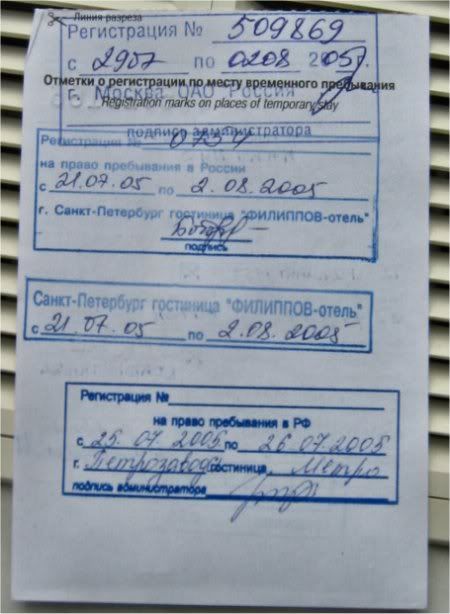 Линия разреза
Регистрация № 509869
с 2907 по 0208 2005г.
Отметки о регистрации по месту временного пребывания
г. Москва ОАО Россия
Registration marks on places of temporary stay
подпись администратора
Регистрация № 0734
на право пребывания в России
с 21.07.05 по 2.08.2005
г. Санкт-Петербург гостиница "ФИЛИППОВ-отель"
подпись
Санкт-Петербург гостиница "ФИЛИППОВ-отель"
с 21.07.05 по 2.08.2005
Регистрация №
на право пребывания в РФ
с 25.07.2005 по 26.07.2005
г. Петрозаводс гостиница Метро
подпись администратора